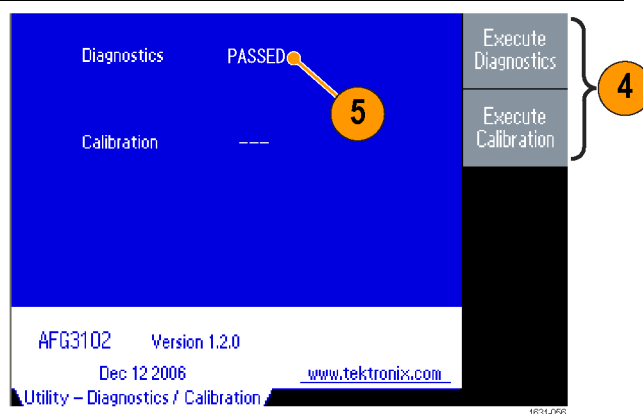 Diagnostics PASSED
5
Calibration ---
Execute
Diagnostics
Execute
Calibration
4
AFG3102 Version 1.2.0
Dec 12 2006 www.tektronix.com
Utility – Diagnostics / Calibration
1631-056